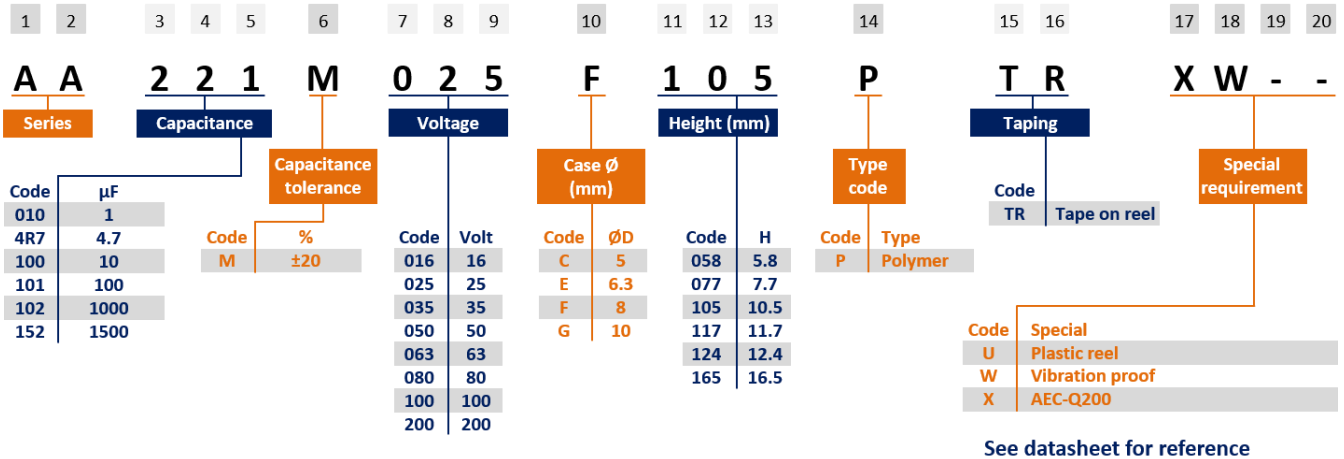 1 2 3 4 5 6 7 8 9 10 11 12 13 14 15 16 17 18 19 20
A A 2 2 1 M 0 2 5 F 1 0 5 P T R X W - -
Series Capacitance Voltage Height (mm) Taping
Capacitance tolerance
Case Ø (mm)
Type code
Special requirement
Code µF
010 1
4R7 4.7
100 10
101 100
102 1000
152 1500
Code %
M ±20
Code Volt
016 16
025 25
035 35
050 50
063 63
080 80
100 100
200 200
Code ØD
C 5
E 6.3
F 8
G 10
Code H
058 5.8
077 7.7
105 10.5
117 11.7
124 12.4
165 16.5
Code Type
P Polymer
Code
TR Tape on reel
Code Special
U Plastic reel
W Vibration proof
X AEC-Q200
See datasheet for reference